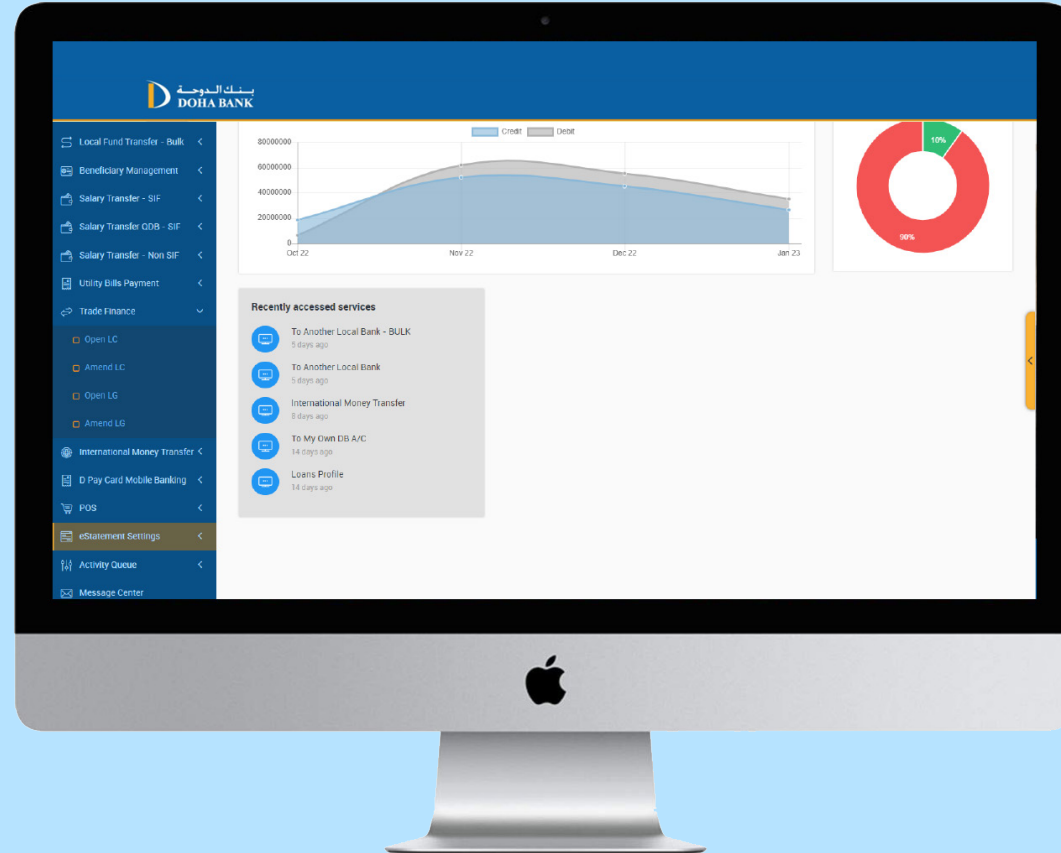 بنك الدوحة
DOHA BANK
Local Fund Transfer - Bulk
Beneficiary Management
Salary Transfer - SIF
Salary Transfer QDB - SIF
Salary Transfer - Non SIF
Utility Bills Payment
Trade Finance
Open LC
Amend LC
Open LG
Amend LG
International Money Transfer
D Pay Card Mobile Banking
POS
eStatement Settings
Activity Queue
Message Center
Credit Debit
80000000
60000000
40000000
20000000
0
Oct 22 Nov 22 Dec 22 Jan 23
10%
90%
Recently accessed services
To Another Local Bank - BULK
5 days ago
To Another Local Bank
5 days ago
International Money Transfer
8 days ago
To My Own DB A/C
14 days ago
Loans Profile
14 days ago